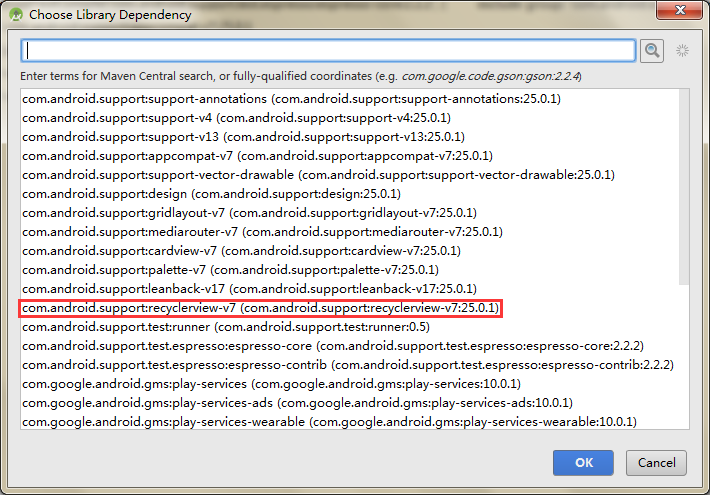 Choose Library Dependency
Enter terms for Maven Central search, or fully-qualified coordinates (e.g. com.google.code.gson:gson:2.2.4)
com.android.support:support-annotations (com.android.support:support-annotations:25.0.1)
com.android.support:support-v4 (com.android.support:support-v4:25.0.1)
com.android.support:support-v13 (com.android.support:support-v13:25.0.1)
com.android.support:appcompat-v7 (com.android.support:appcompat-v7:25.0.1)
com.android.support:support-vector-drawable (com.android.support:support-vector-drawable:25.0.1)
com.android.support:design (com.android.support:design:25.0.1)
com.android.support:gridlayout-v7 (com.android.support:gridlayout-v7:25.0.1)
com.android.support:mediarouter-v7 (com.android.support:mediarouter-v7:25.0.1)
com.android.support:cardview-v7 (com.android.support:cardview-v7:25.0.1)
com.android.support:palette-v7 (com.android.support:palette-v7:25.0.1)
com.android.support:leanback-v17 (com.android.support:leanback-v17:25.0.1)
com.android.support:recyclerview-v7 (com.android.support:recyclerview-v7:25.0.1)
com.android.support.test:runner (com.android.support.test:runner:0.5)
com.android.support.test.espresso:espresso-core (com.android.support.test.espresso:espresso-core:2.2.2)
com.android.support.test.espresso:espresso-contrib (com.android.support.test.espresso:espresso-contrib:2.2.2)
com.google.android.gms:play-services (com.google.android.gms:play-services:10.0.1)
com.google.android.gms:play-services-ads (com.google.android.gms:play-services-ads:10.0.1)
com.google.android.gms:play-services-wearable (com.google.android.gms:play-services-wearable:10.0.1)
OK
Cancel